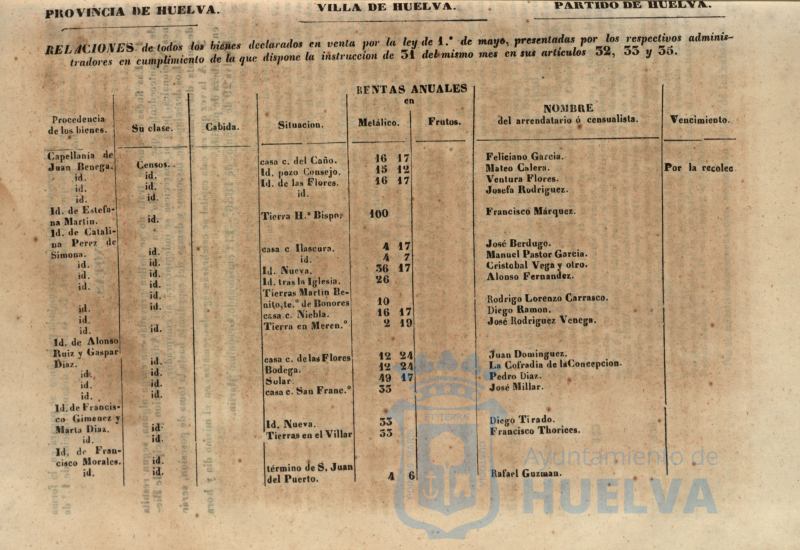 PROVINCIA DE HUELVA. VILLA DE HUELVA. PARTIDO DE HUELVA.
RELACIONES de todos los bienes declarados en venta por la ley de 1.º de mayo, presentadas por los respectivos adminis-
tradores en cumplimiento de la que dispone la instruccion de 31 del mismo mes en sus artículos 32, 33 y 35.
RENTAS ANUALES
en
Procedencia de los bienes. Su clase. Cabida. Situacion. Metálico. Frutos. NOMBRE del arrendatario ó censualista. Vencimiento.
Capellanía de
Juan Benega. Censos. casa c. del Caño. 16 17 Feliciano Garcia.
id. id. Id. pozo Consejo. 15 12 Mateo Calera. Por la recolec
id. id. Id. de las Flores. 16 17 Ventura Flores.
id. id. id. Josefa Rodriguez.
Id. de Estefa-
na Martin. id. Tierra H.ª Bispo. 100 Francisco Márquez.
Id. de Catali-
na Perez de
Simona. id. casa c. Ilascura. 4 17 José Berdugo.
id. id. id. 4 7 Manuel Pastor Garcia.
id. id. Id. Nueva. 36 17 Cristobal Vega y otro.
id. id. Id. tras la Iglesia. 26 Alonso Fernandez.
Tierras Martin Be-
id. id. nito, te.º de Bonores 10 Rodrigo Lorenzo Carrasco.
id. id. casa c. Niebla. 16 17 Diego Ramon.
id. id. Tierra en Meren.º 2 19 José Rodriguez Venega.
Id. de Alonso
Ruiz y Gaspar
Diaz. id. casa c. de las Flores 12 24 Juan Dominguez.
id. id. Bodega. 12 24 La Cofradia de la Concepcion.
id. id. Solar. 49 17 Pedro Diaz.
id. id. casa c. San Franc.º 33 José Millar.
Id. de Francis-
co Gimenez y
Marta Diaz. id. Id. Nueva. 33 Diego Tirado.
id. id. Tierras en el Villar 33 Francisco Thorices.
Id. de Fran-
cisco Morales. término de S. Juan
id. id. del Puerto. 4 6 Rafael Guzman.
Ayuntamiento de
HUELVA